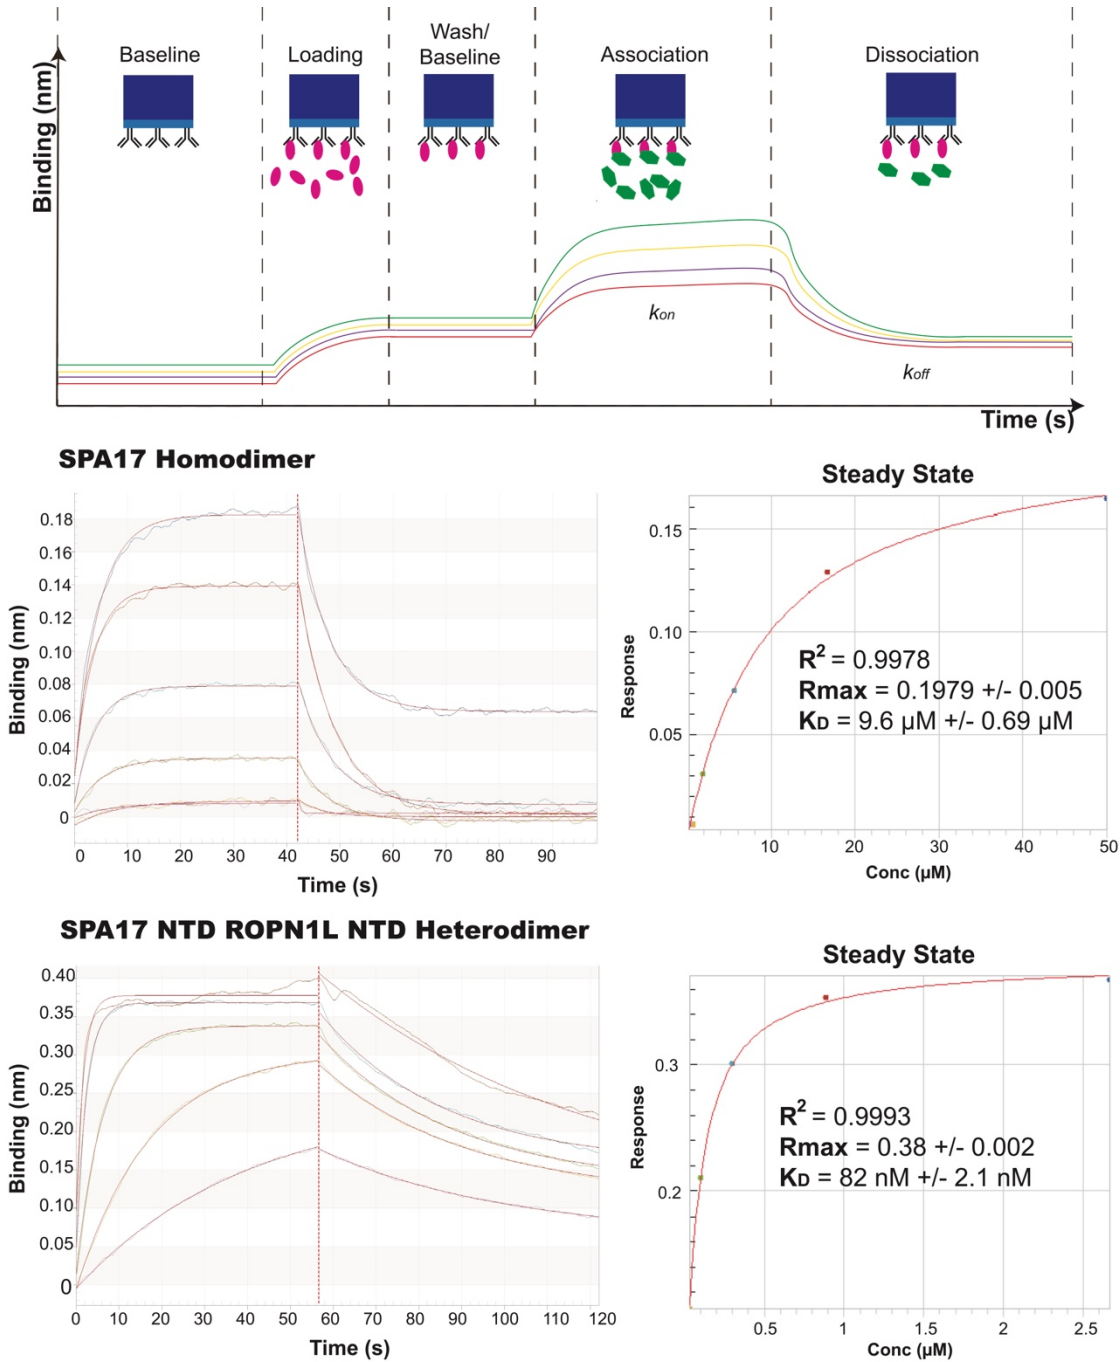 Baseline
Loading
Wash/
Baseline
Association
Dissociation
Binding (nm)
kon
koff
Time (s)
SPA17 Homodimer
Binding (nm)
0.18
0.14
0.12
0.08
0.06
0.04
0.02
0
0 10 20 30 40 50 60 70 80 90
Time (s)
Steady State
Response
0.15
0.10
0.05
R² = 0.9978
Rmax = 0.1979 +/- 0.005
KD = 9.6 µM +/- 0.69 µM
10 20 30 40 50
Conc (µM)
SPA17 NTD ROPN1L NTD Heterodimer
Binding (nm)
0.40
0.35
0.30
0.25
0.20
0.15
0.10
0.05
0
0 10 20 30 40 50 60 70 80 90 100 110 120
Time (s)
Steady State
Response
0.3
0.2
R² = 0.9993
Rmax = 0.38 +/- 0.002
KD = 82 nM +/- 2.1 nM
0.5 1 1.5 2 2.5
Conc (µM)